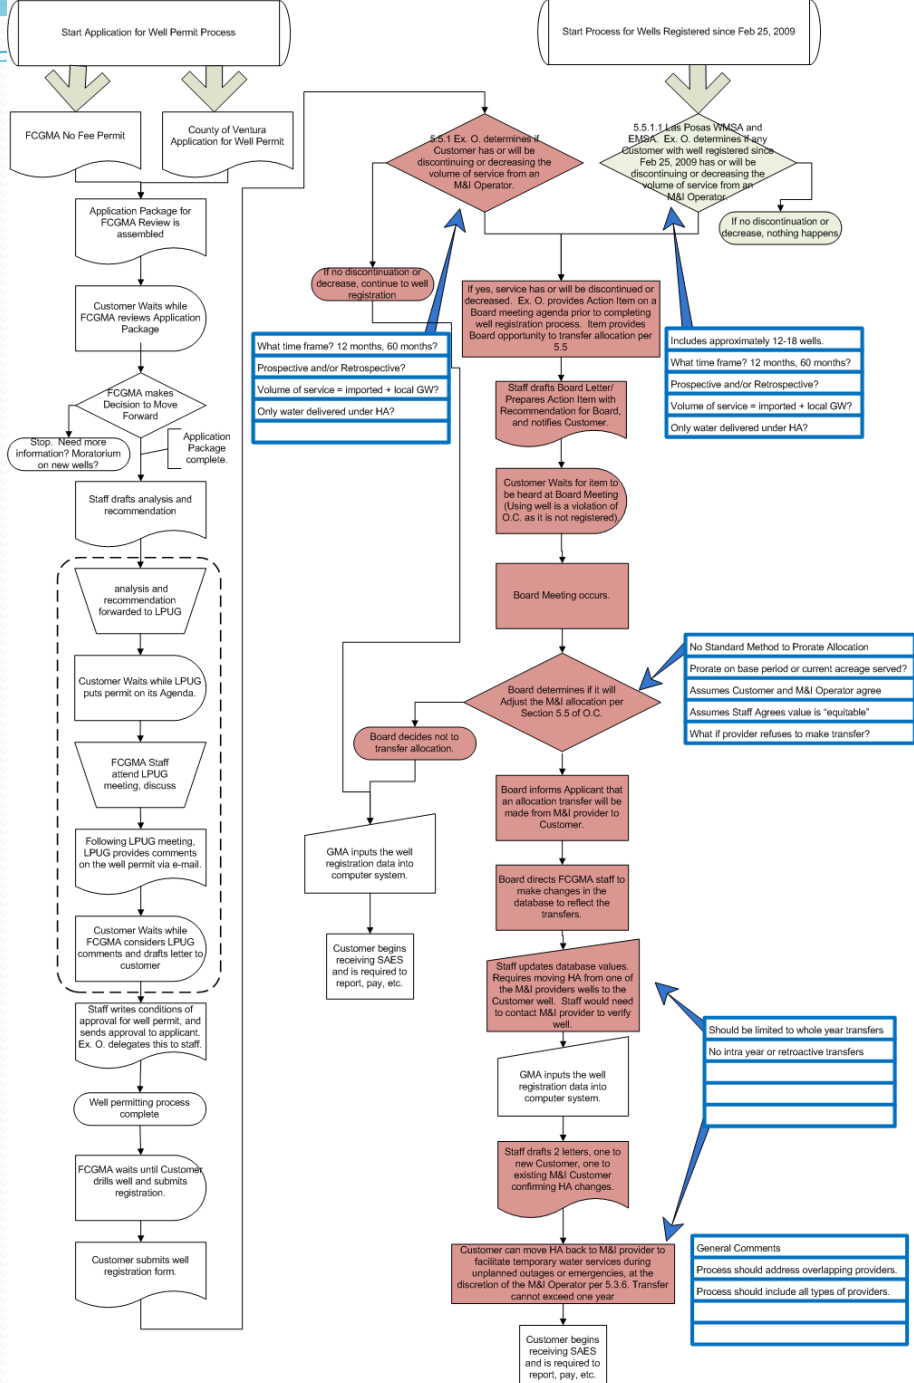 Start Application for Well Permit Process
FCGMA No Fee Permit
County of Ventura
Application for Well Permit
Application Package for
FCGMA Review is
assembled
Customer Waits while
FCGMA reviews Application
Package
FCGMA makes
Decision to Move
Forward
Stop. Need more
information? Moratorium
on new wells?
Application
Package
complete.
Staff drafts analysis and
recommendation
analysis and
recommendation
forwarded to LPUG
Customer Waits while LPUG
puts permit on its Agenda.
FCGMA Staff
attend LPUG
meeting, discuss
Following LPUG meeting,
LPUG provides comments
on the well permit via e-mail.
Customer Waits while
FCGMA considers LPUG
comments and drafts letter to
customer
Staff writes conditions of
approval for well permit, and
sends approval to applicant.
Ex. O. delegates this to staff.
Well permitting process
complete
FCGMA waits until Customer
drills well and submits
registration.
Customer submits well
registration form.
Start Process for Wells Registered since Feb 25, 2009
5.5.1 Ex. O. determines if
Customer has or will be
discontinuing or decreasing the
volume of service from an
M&I Operator.
5.5.1.1 Las Posas WMSA and
EMSA. Ex. O. determines if any
Customer with well registered since
Feb 25, 2009 has or will be
discontinuing or decreasing the
volume of service from an
M&I Operator
If no discontinuation or
decrease, nothing happens
If no discontinuation or
decrease, continue to well
registration
If yes, service has or will be discontinued or
decreased. Ex. O. provides Action Item on a
Board meeting agenda prior to completing
well registration process. Item provides
Board opportunity to transfer allocation per
5.5
What time frame? 12 months, 60 months?
Prospective and/or Retrospective?
Volume of service = imported + local GW?
Only water delivered under HA?
Includes approximately 12-18 wells.
What time frame? 12 months, 60 months?
Prospective and/or Retrospective?
Volume of service = imported + local GW?
Only water delivered under HA?
Staff drafts Board Letter/
Prepares Action Item with
Recommendation for Board,
and notifies Customer.
Customer Waits for item to
be heard at Board Meeting
(Using well is a violation of
O.C. as it is not registered).
Board Meeting occurs.
Board determines if it will
Adjust the M&I allocation per
Section 5.5 of O.C.
No Standard Method to Prorate Allocation
Prorate on base period or current acreage served?
Assumes Customer and M&I Operator agree
Assumes Staff Agrees value is “equitable”
What if provider refuses to make transfer?
Board decides not to
transfer allocation.
GMA inputs the well
registration data into
computer system.
Customer begins
receiving SAES
and is required to
report, pay, etc.
Board informs Applicant that
an allocation transfer will be
made from M&I provider to
Customer.
Board directs FCGMA staff to
make changes in the
database to reflect the
transfers.
Staff updates database values.
Requires moving HA from one of
the M&I providers wells to the
Customer well. Staff would need
to contact M&I provider to verify
well.
Should be limited to whole year transfers
No intra year or retroactive transfers
GMA inputs the well
registration data into
computer system.
Staff drafts 2 letters, one to
new Customer, one to
existing M&I Customer
confirming HA changes.
Customer can move HA back to M&I provider to
facilitate temporary water services during
unplanned outages or emergencies, at the
discretion of the M&I Operator per 5.3.6. Transfer
cannot exceed one year
General Comments
Process should address overlapping providers.
Process should include all types of providers.
Customer begins
receiving SAES
and is required to
report, pay, etc.